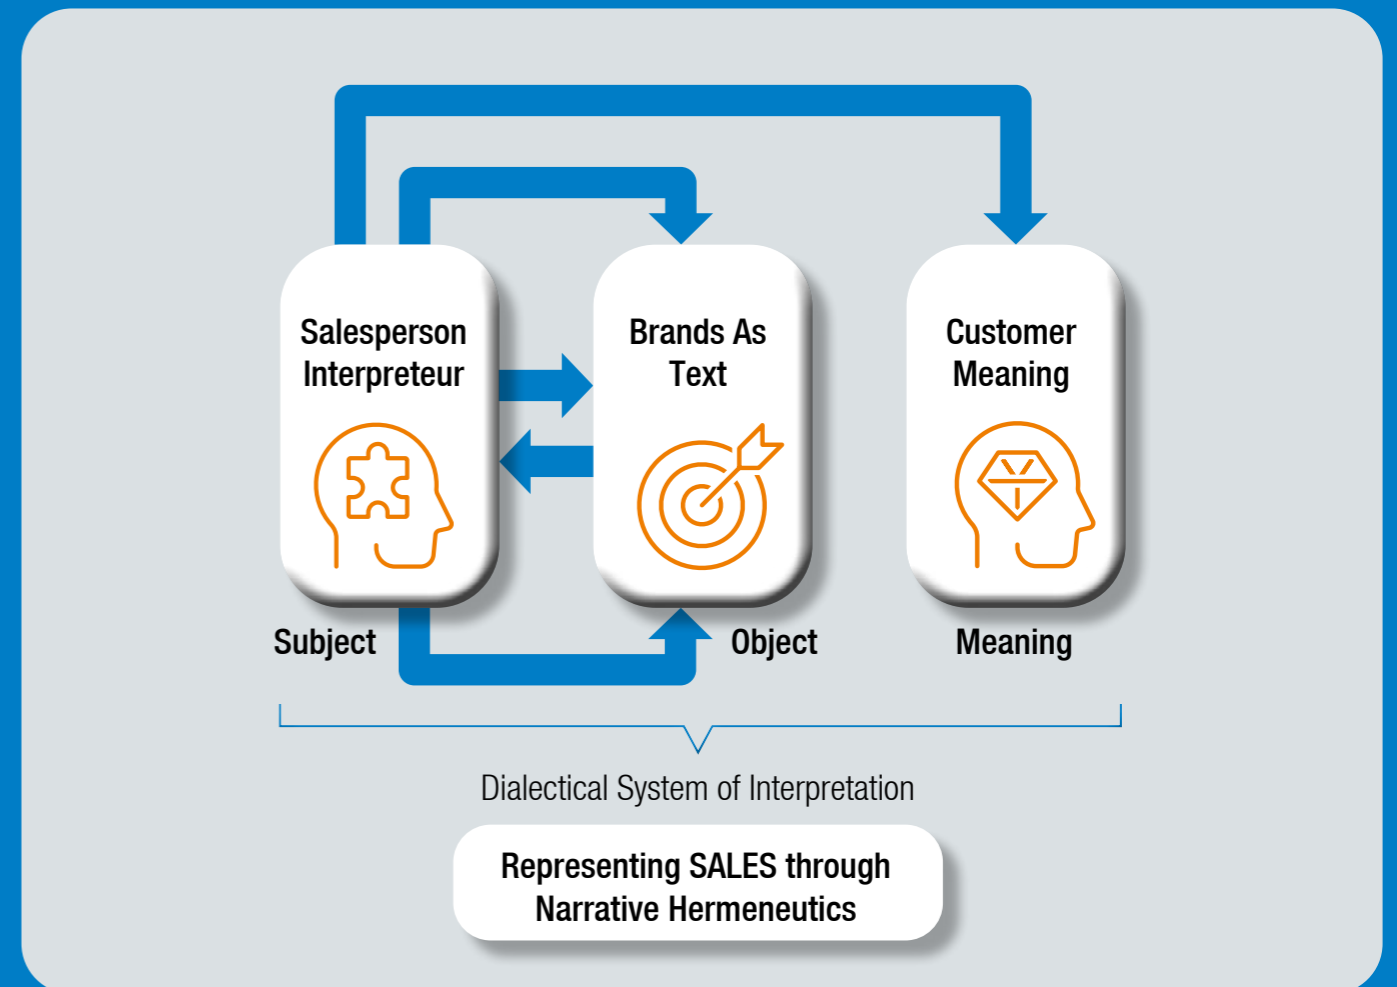 Salesperson
Interpreteur
Brands As
Text
Customer
Meaning
Subject
Object
Meaning
Dialectical System of Interpretation
Representing SALES through
Narrative Hermeneutics